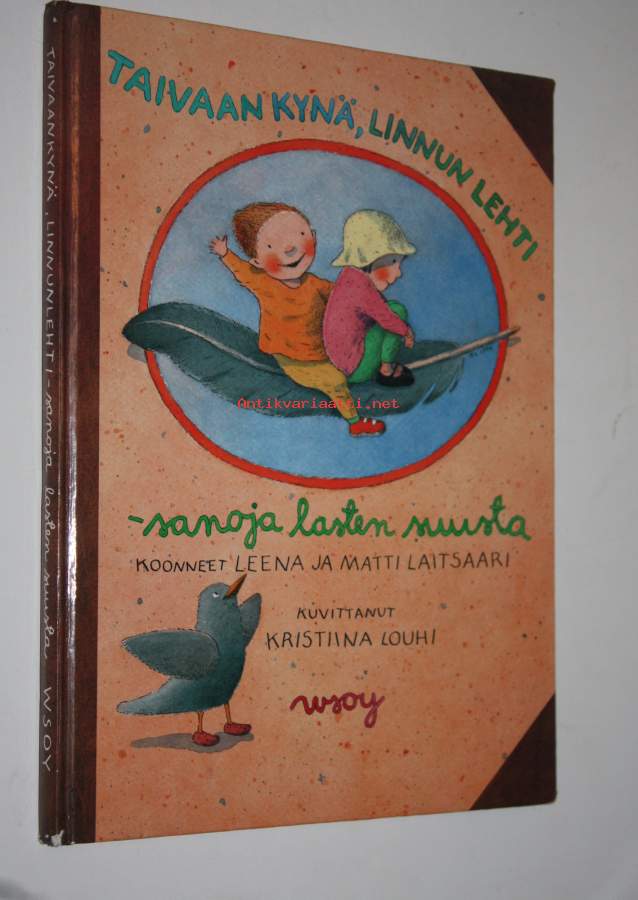 TAIVAAN KYNÄ, LINNUN LEHTI
Antikvariaatti.net
-sanoja lasten suusta
KOONNEET LEENA JA MATTI LAITSAARI
KUVITTANUT
KRISTIINA LOUHI
wsoy
TAIVAANKYNÄ, LINNUNLEHTI-sanoja lasten suusta WSOY